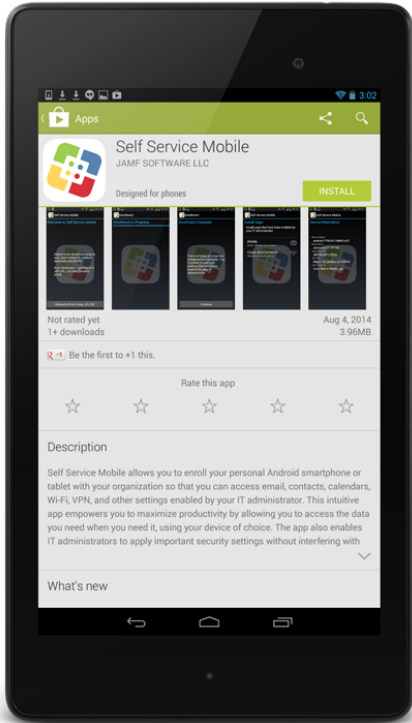 3:02
Apps
Self Service Mobile
JAMF SOFTWARE LLC
Designed for phones
INSTALL
Not rated yet
Aug 4, 2014
1+ downloads
3.96MB
+1 Be the first to +1 this.
Rate this app
Description
Self Service Mobile allows you to enroll your personal Android smartphone or
tablet with your organization so that you can access email, contacts, calendars,
Wi-Fi, VPN, and other settings enabled by your IT administrator. This intuitive
app empowers you to maximize productivity by allowing you to access the data
you need when you need it, using your device of choice. The app also enables
IT administrators to apply important security settings without interfering with
What's new